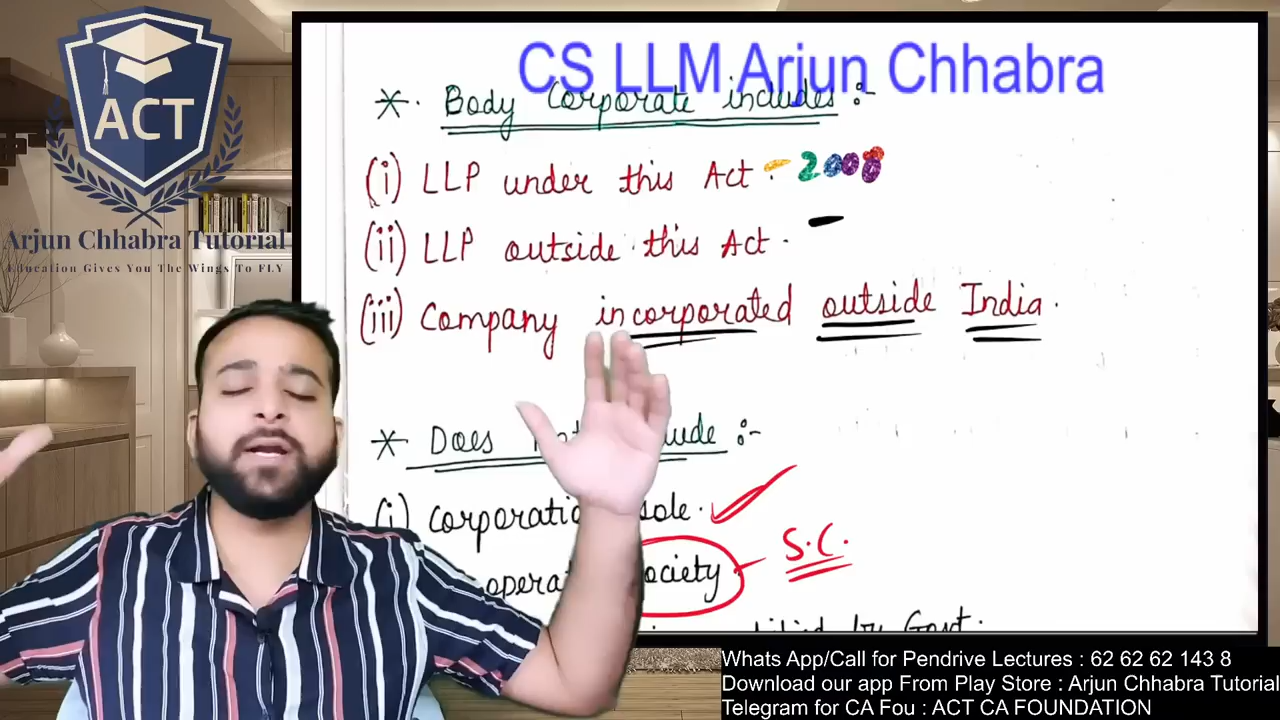 ACT
Arjun Chhabra Tutorial
Education Gives You The Wings To FLY
CS LLM Arjun Chhabra
* Body Corporate includes :-
(i) LLP under this Act - 2008
(ii) LLP outside this Act -
(iii) Company incorporated outside India.
* Does :-
(i) sole.
S.C.
by Govt.
Whats App/Call for Pendrive Lectures : 62 62 62 143 8
Download our app From Play Store : Arjun Chhabra Tutorial
Telegram for CA Fou : ACT CA FOUNDATION